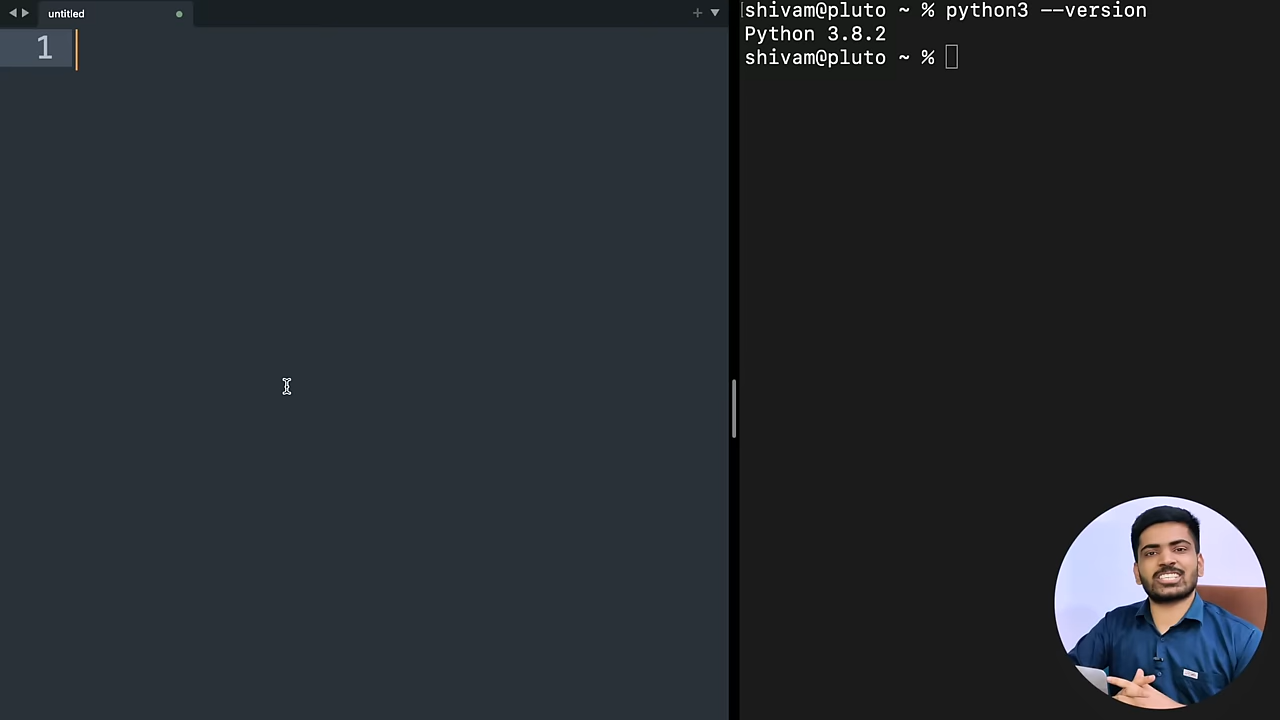 untitled
1
shivam@pluto ~ % python3 --version
Python 3.8.2
shivam@pluto ~ %